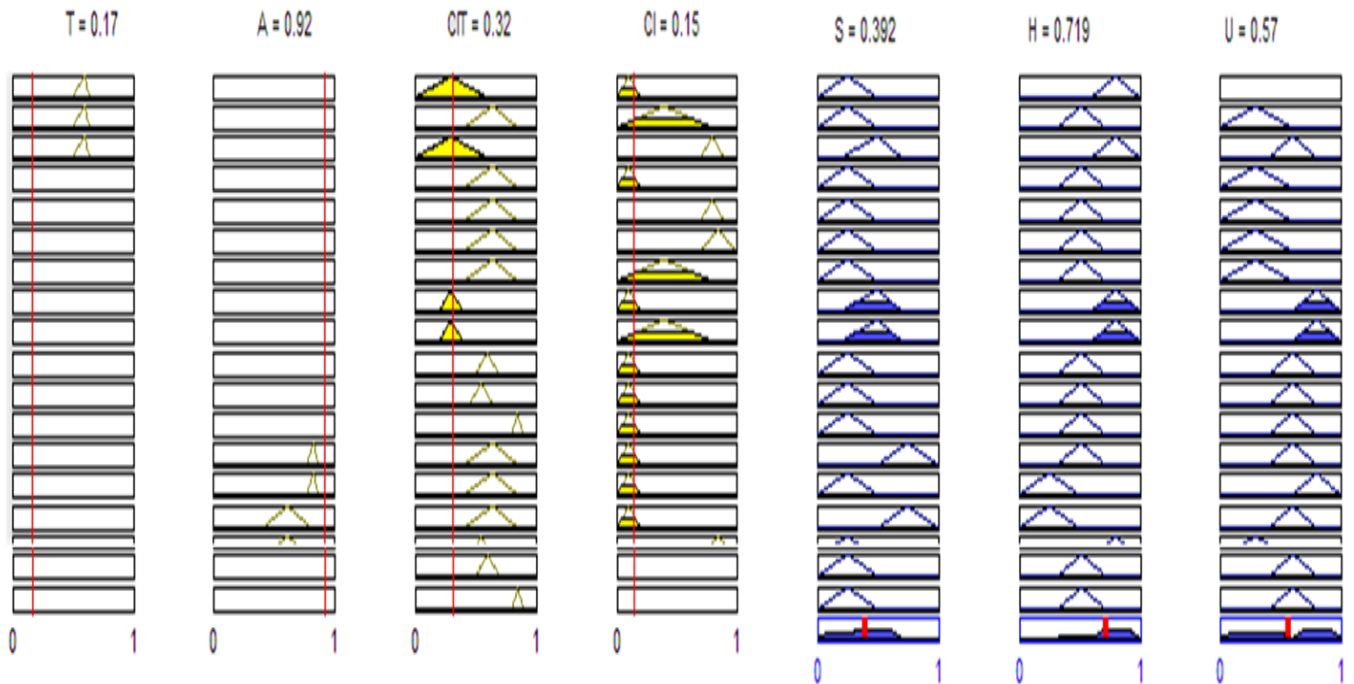 T = 0.17 A = 0.92 CIT = 0.32 CI = 0.15 S = 0.392 H = 0.719 U = 0.57
0 1 0 1 0 1 0 1
0 1 0 1 0 1